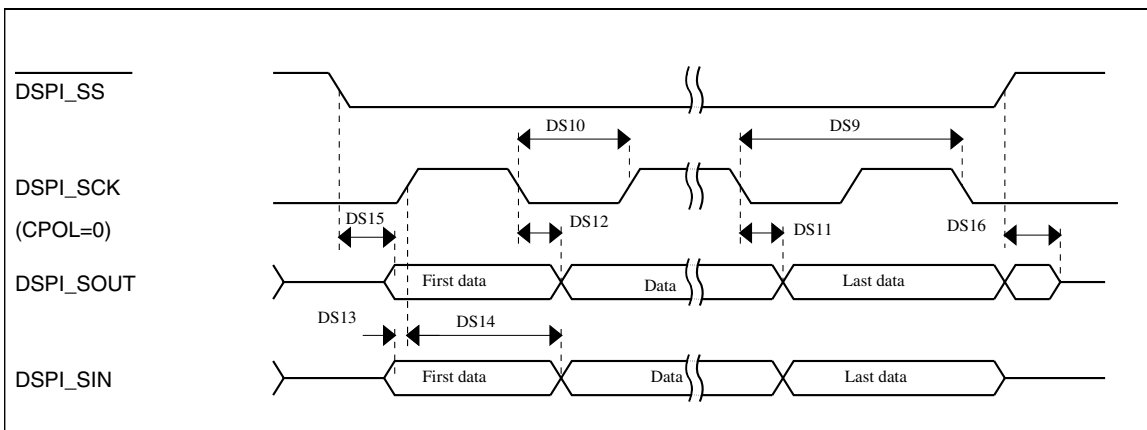 DSPI_SS
DS10
DS9
DSPI_SCK
(CPOL=0)
DS15
DS12
DS11
DS16
DSPI_SOUT
First data
Data
Last data
DS13
DS14
DSPI_SIN
First data
Data
Last data